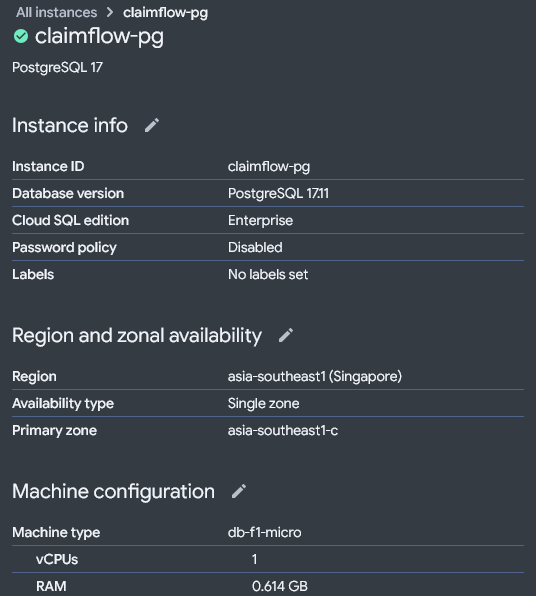 All instances > claimflow-pg
claimflow-pg
PostgreSQL 17
Instance info
Instance ID claimflow-pg
Database version PostgreSQL 17.11
Cloud SQL edition Enterprise
Password policy Disabled
Labels No labels set
Region and zonal availability
Region asia-southeast1 (Singapore)
Availability type Single zone
Primary zone asia-southeast1-c
Machine configuration
Machine type db-f1-micro
vCPUs 1
RAM 0.614 GB